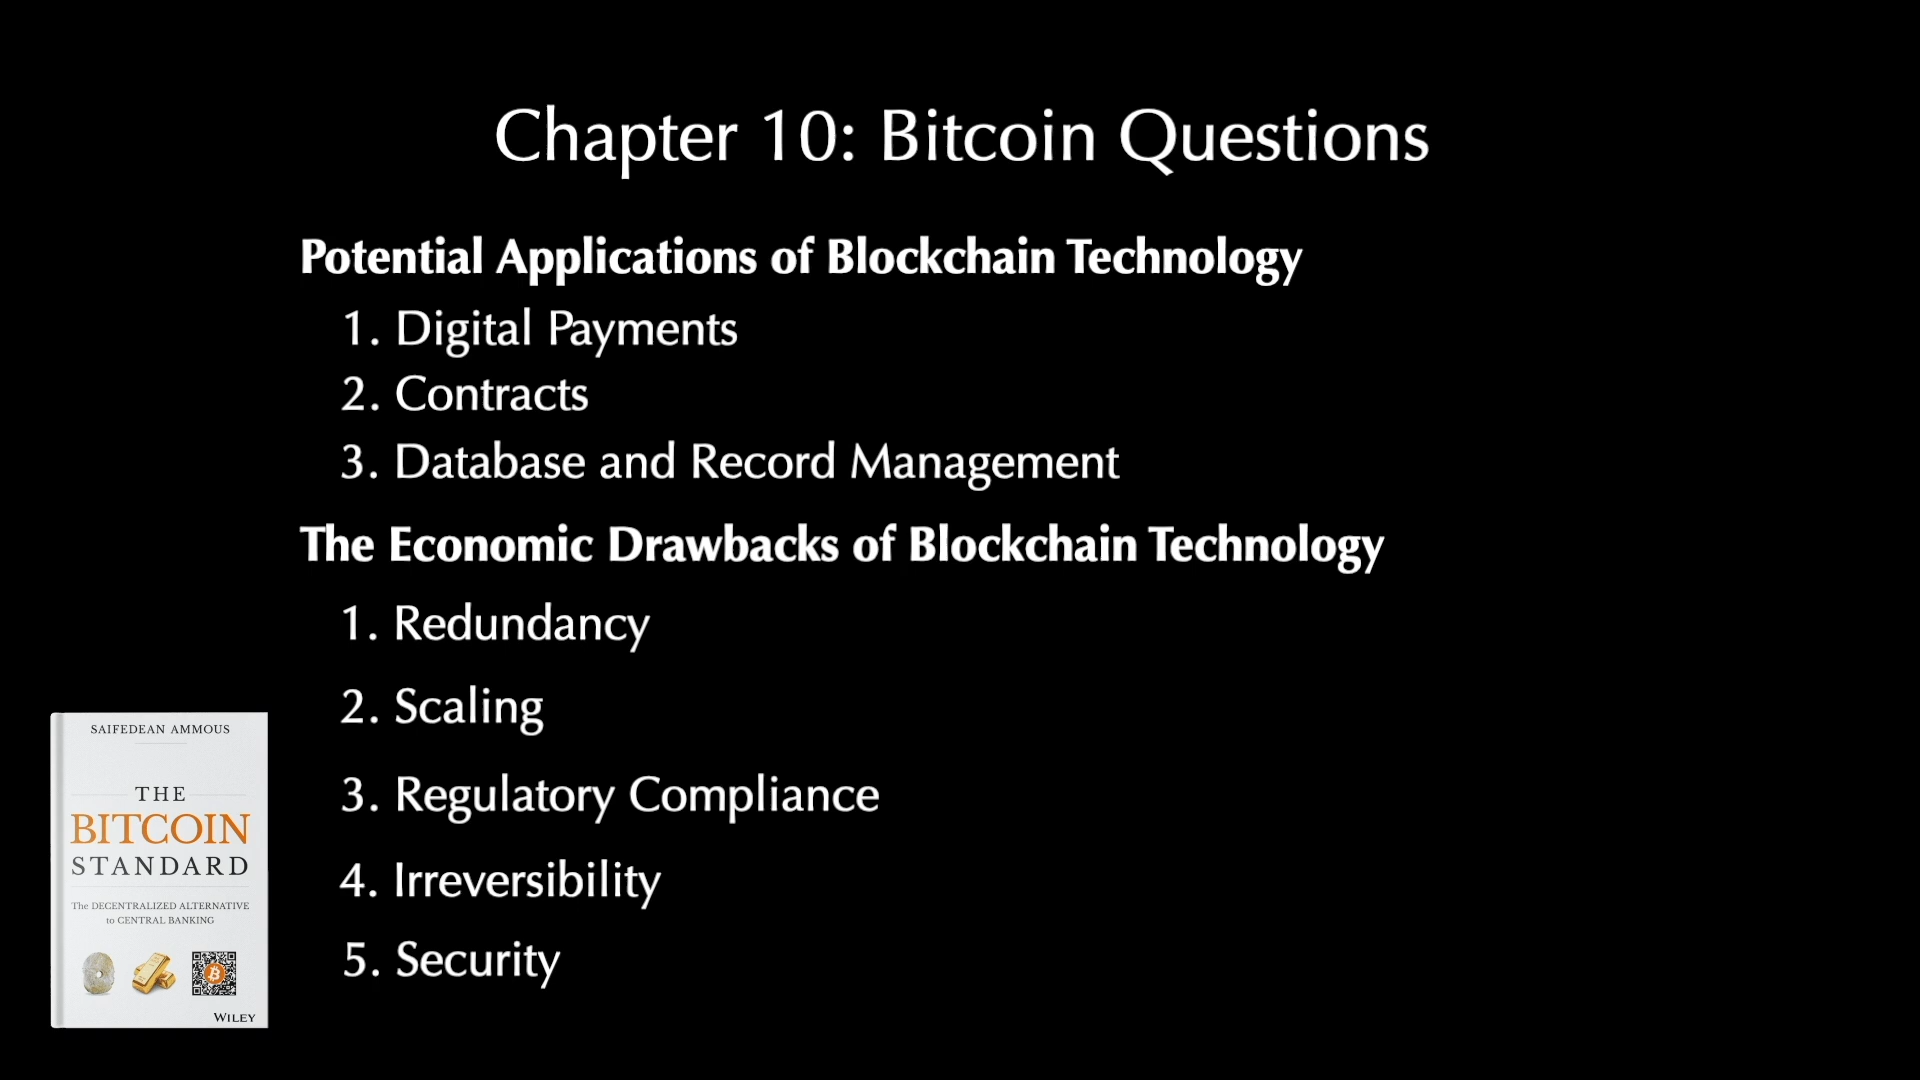 Chapter 10: Bitcoin Questions
Potential Applications of Blockchain Technology
1. Digital Payments
2. Contracts
3. Database and Record Management
The Economic Drawbacks of Blockchain Technology
1. Redundancy
2. Scaling
3. Regulatory Compliance
4. Irreversibility
5. Security
SAIFEDEAN AMMOUS
THE
BITCOIN
STANDARD
The DECENTRALIZED ALTERNATIVE
to CENTRAL BANKING
WILEY